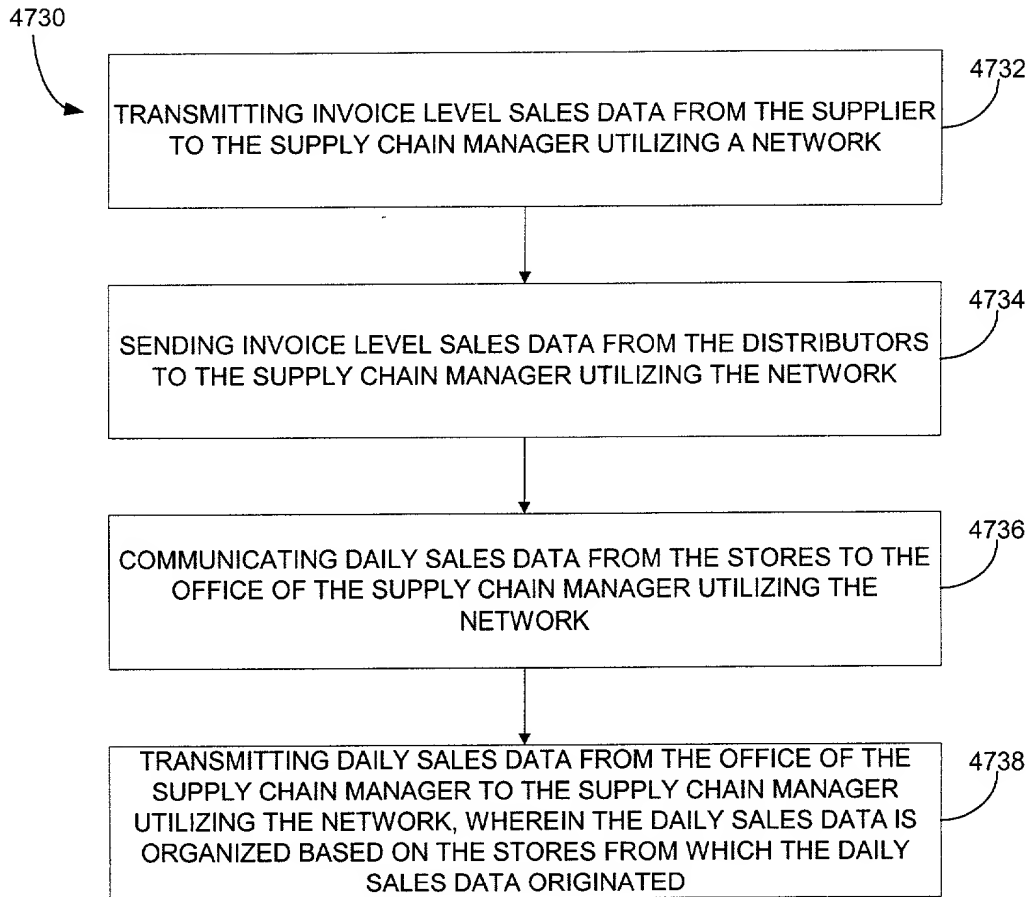 4730
4732
TRANSMITTING INVOICE LEVEL SALES DATA FROM THE SUPPLIER
TO THE SUPPLY CHAIN MANAGER UTILIZING A NETWORK
4734
SENDING INVOICE LEVEL SALES DATA FROM THE DISTRIBUTORS
TO THE SUPPLY CHAIN MANAGER UTILIZING THE NETWORK
4736
COMMUNICATING DAILY SALES DATA FROM THE STORES TO THE
OFFICE OF THE SUPPLY CHAIN MANAGER UTILIZING THE
NETWORK
4738
TRANSMITTING DAILY SALES DATA FROM THE OFFICE OF THE
SUPPLY CHAIN MANAGER TO THE SUPPLY CHAIN MANAGER
UTILIZING THE NETWORK, WHEREIN THE DAILY SALES DATA IS
ORGANIZED BASED ON THE STORES FROM WHICH THE DAILY
SALES DATA ORIGINATED